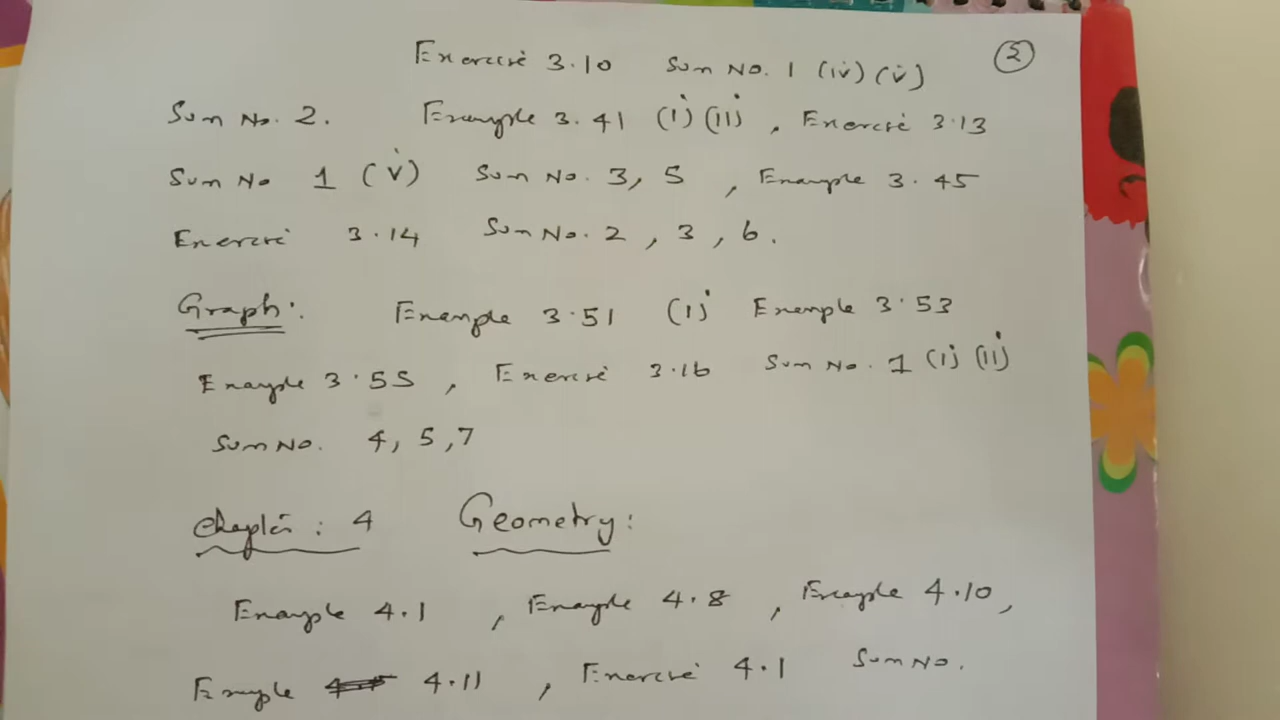 Exercise 3.10 Sum No. 1 (iv) (v) ②
Sum No. 2. Example 3.41 (i) (ii), Exercise 3.13
Sum No 1 (v) Sum No. 3, 5, Example 3.45
Exercise 3.14 Sum No. 2, 3, 6.
Graph: Example 3.51 (i) Example 3.53
Example 3.55, Exercise 3.16 Sum No. 1 (i) (ii)
Sum No. 4, 5, 7
Chapter: 4 Geometry:
Example 4.1, Example 4.8, Example 4.10,
Example 4.11, Exercise 4.1 Sum No.